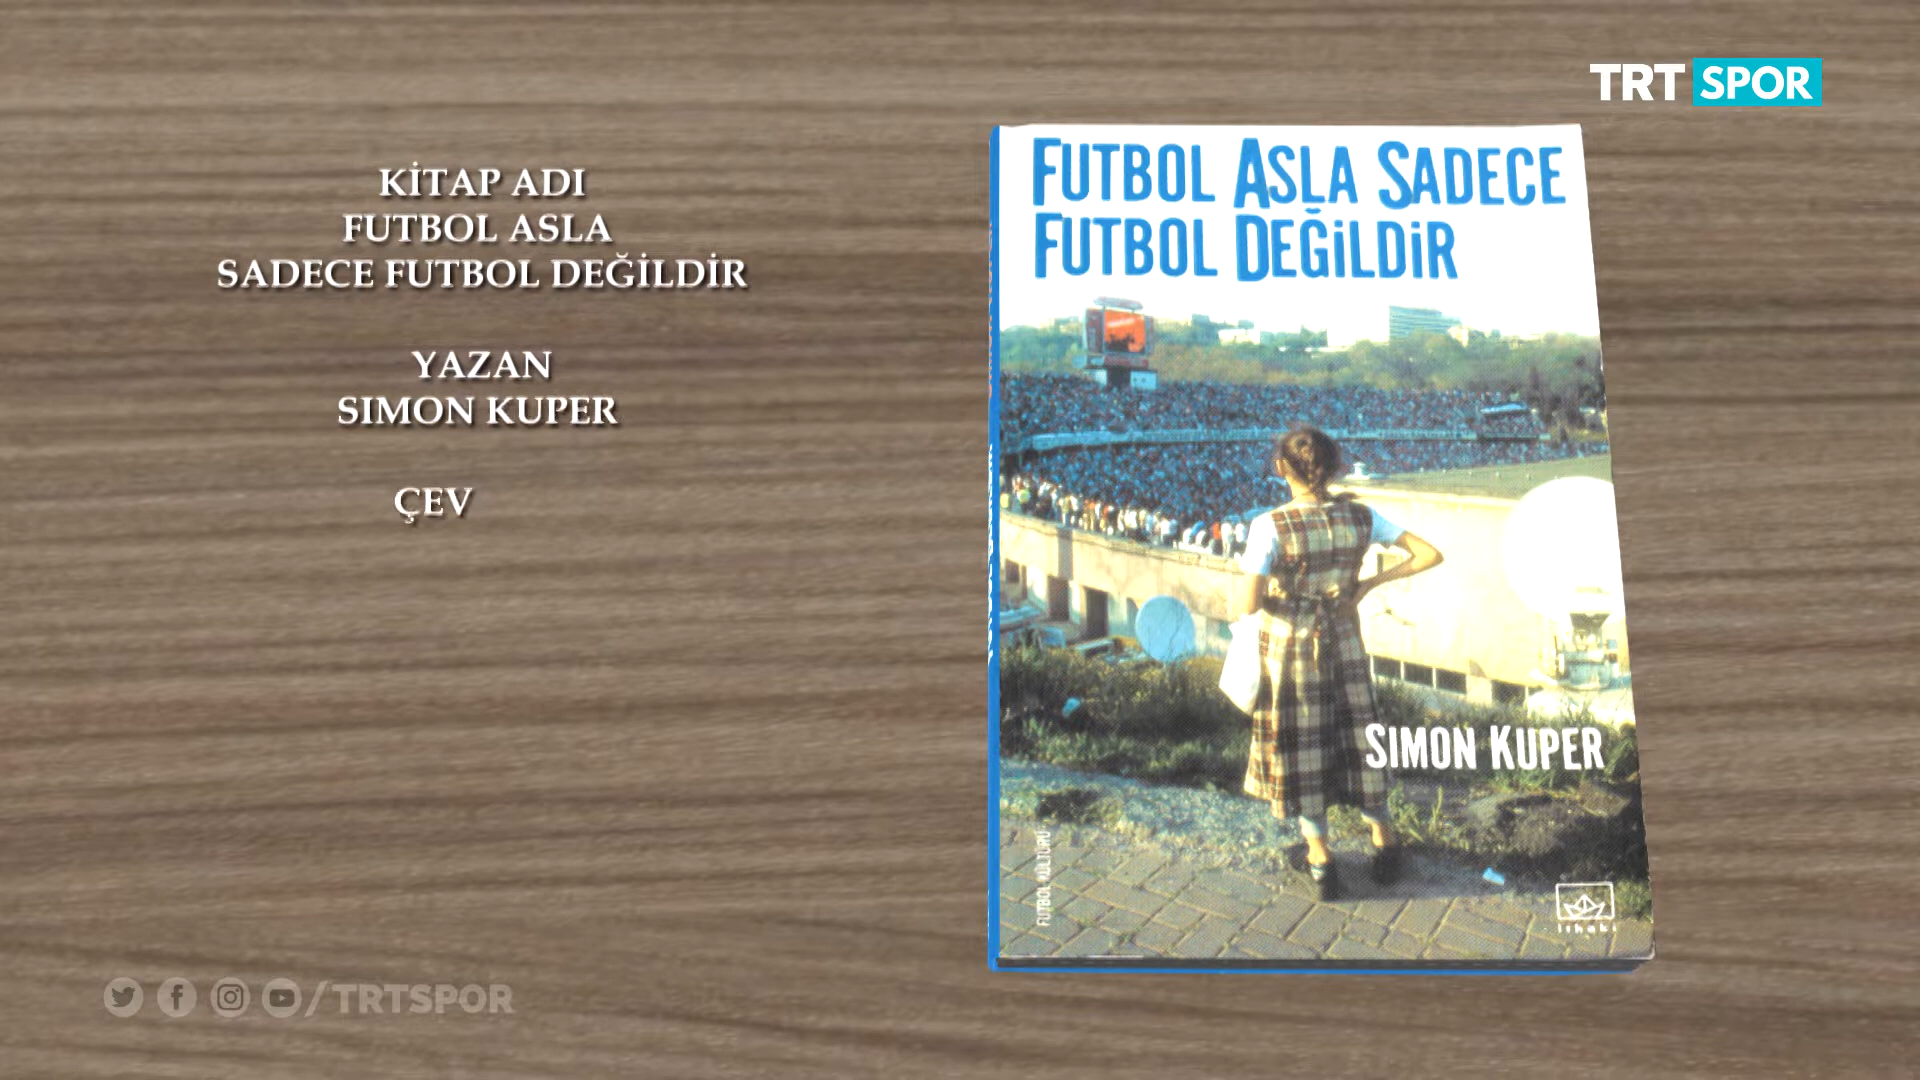 TRT SPOR
KİTAP ADI
FUTBOL ASLA
SADECE FUTBOL DEĞİLDİR
YAZAN
SIMON KUPER
ÇEV
FUTBOL ASLA SADECE
FUTBOL DEĞİLDİR
SIMON KUPER
FUTBOL KÜLTÜRÜ
ithaki
/TRTSPOR